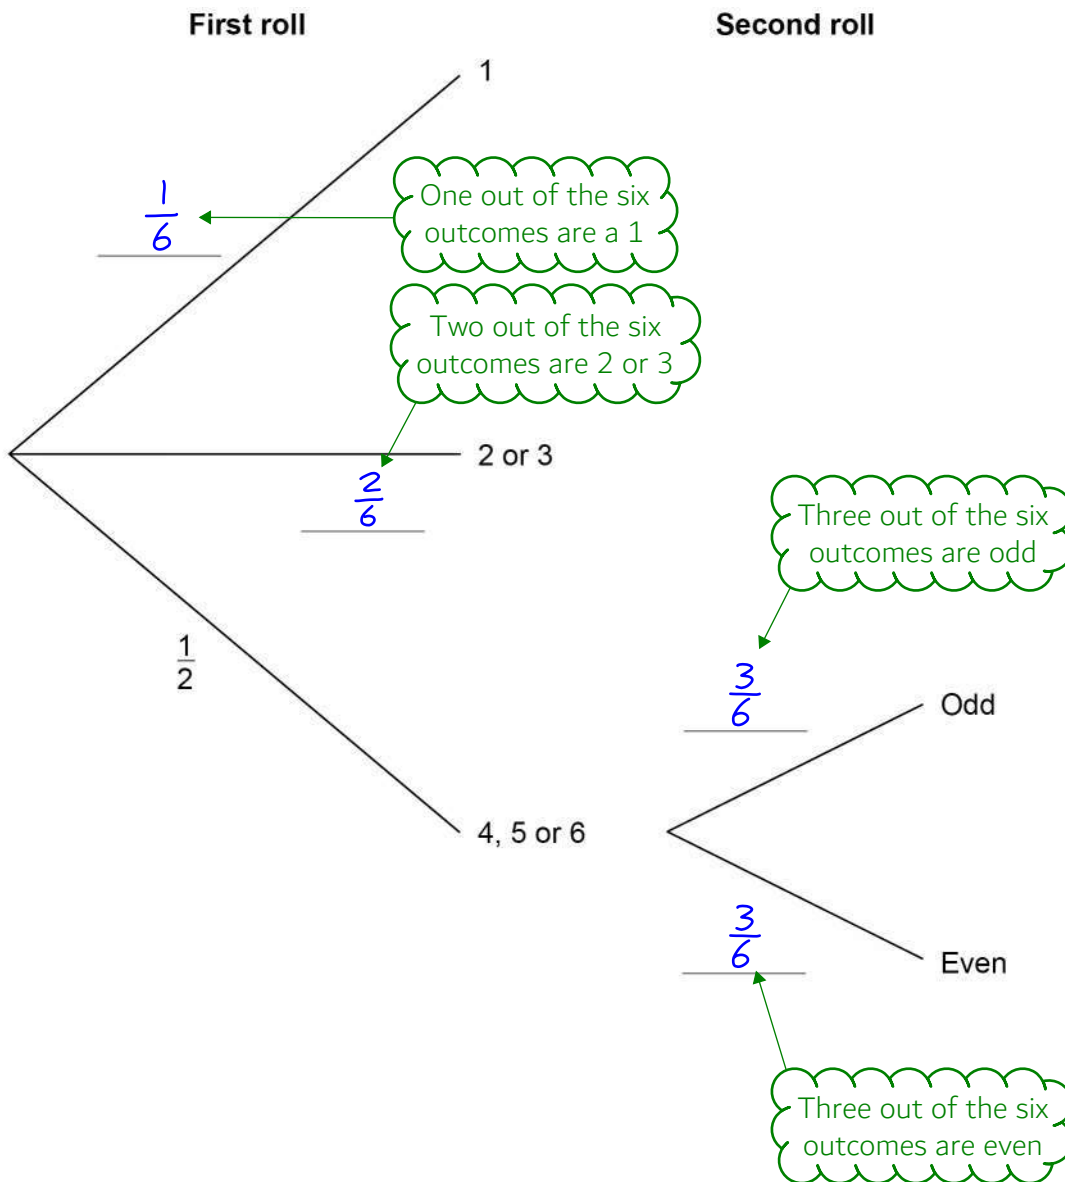 First roll
Second roll
1
1
6
One out of the six
outcomes are a 1
Two out of the six
outcomes are 2 or 3
2 or 3
2
6
Three out of the six
outcomes are odd
1
2
3
6
Odd
4, 5 or 6
3
6
Even
Three out of the six
outcomes are even